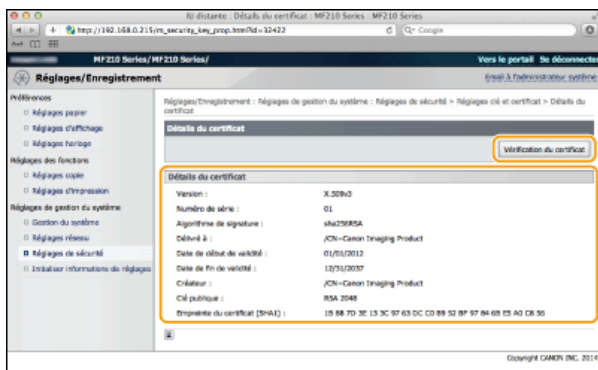 IU distante : Détails du certificat : MF210 Series : MF210 Series
http://192.168.0.215/m_security_key_prop.html?id=32422
Google
MF210 Series/MF210 Series/
Vers le portail Se déconnecter
Réglages/Enregistrement
Email à l'administrateur système
Préférences
Réglages papier
Réglages d'affichage
Réglages horloge
Réglages des fonctions
Réglages copie
Réglages d'impression
Réglages de gestion du système
Gestion du système
Réglages réseau
Réglages de sécurité
Initialiser informations de réglages
Réglages/Enregistrement : Réglages de gestion du système : Réglages de sécurité > Réglages clé et certificat > Détails du
certificat
Détails du certificat
Vérification du certificat
Détails du certificat
Version : X.509v3
Numéro de série : 01
Algorithme de signature : sha256RSA
Délivré à : /CN=Canon Imaging Product
Date de début de validité : 01/01/2012
Date de fin de validité : 12/31/2037
Créateur : /CN=Canon Imaging Product
Clé publique : RSA 2048
Empreinte du certificat (SHA1) :
Copyright CANON INC. 2014